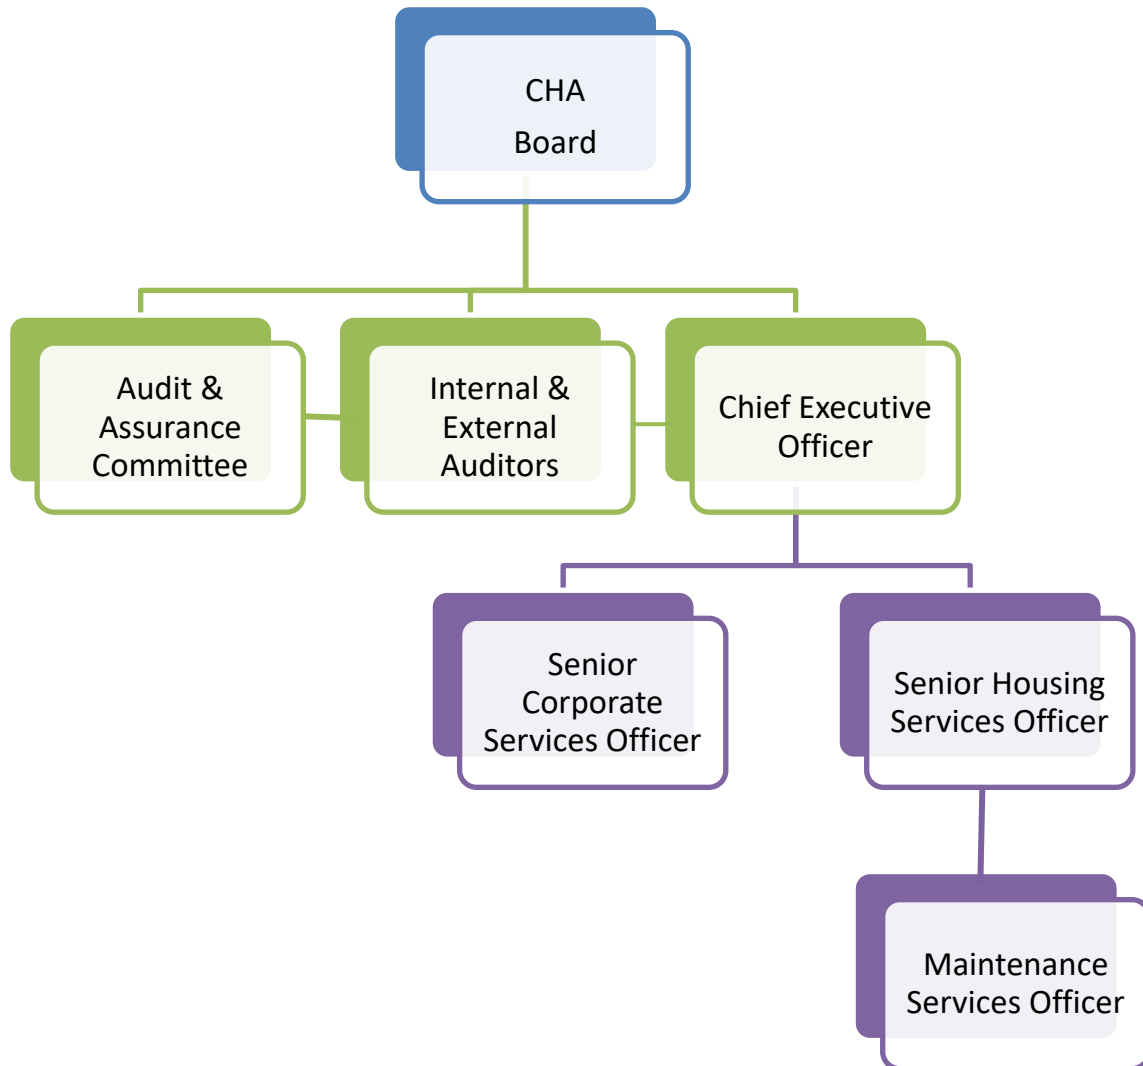 CHA
Board
Audit &
Assurance
Committee
Internal &
External
Auditors
Chief Executive
Officer
Senior
Corporate
Services Officer
Senior Housing
Services Officer
Maintenance
Services Officer